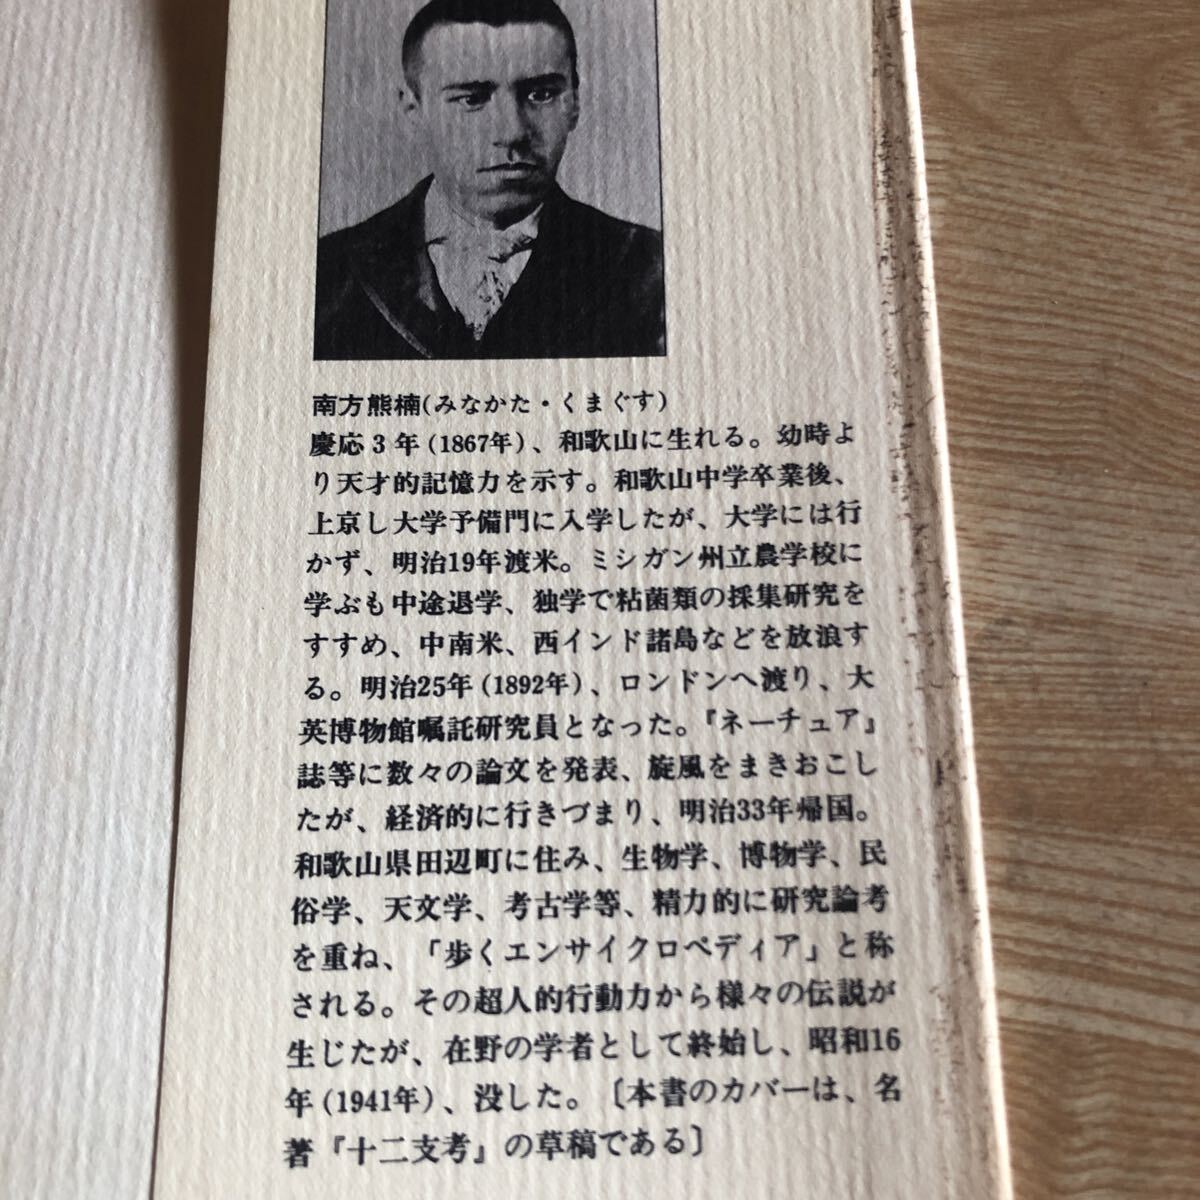 南方熊楠(みなかた・くまぐす)
慶応3年(1867年)、和歌山に生れる。幼時よ
り天才的記憶力を示す。和歌山中学卒業後、
上京し大学予備門に入学したが、大学には行
かず、明治19年渡米。ミシガン州立農学校に
学ぶも中途退学、独学で粘菌類の採集研究を
すすめ、中南米、西インド諸島などを放浪す
る。明治25年(1892年)、ロンドンへ渡り、大
英博物館嘱託研究員となった。『ネーチュア』
誌等に数々の論文を発表、旋風をまきおこし
たが、経済的に行きづまり、明治33年帰国。
和歌山県田辺町に住み、生物学、博物学、民
俗学、天文学、考古学等、精力的に研究論考
を重ね、「歩くエンサイクロペディア」と称
される。その超人的行動力から様々の伝説が
生じたが、在野の学者として終始し、昭和16
年(1941年)、没した。〔本書のカバーは、名
著『十二支考』の草稿である〕